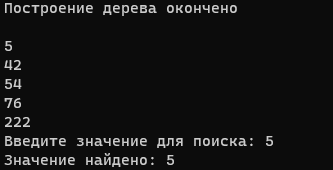 Построение дерева окончено
5
42
54
76
222
Введите значение для поиска: 5
Значение найдено: 5